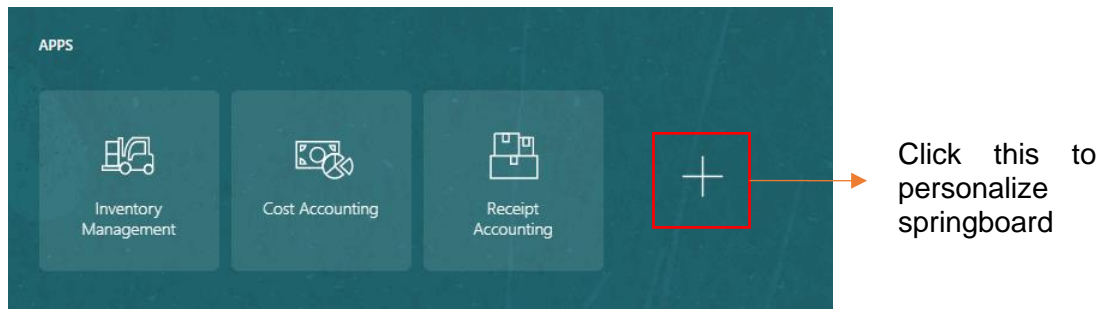 APPS
Inventory
Management
Cost Accounting
Receipt
Accounting
Click this to
personalize
springboard